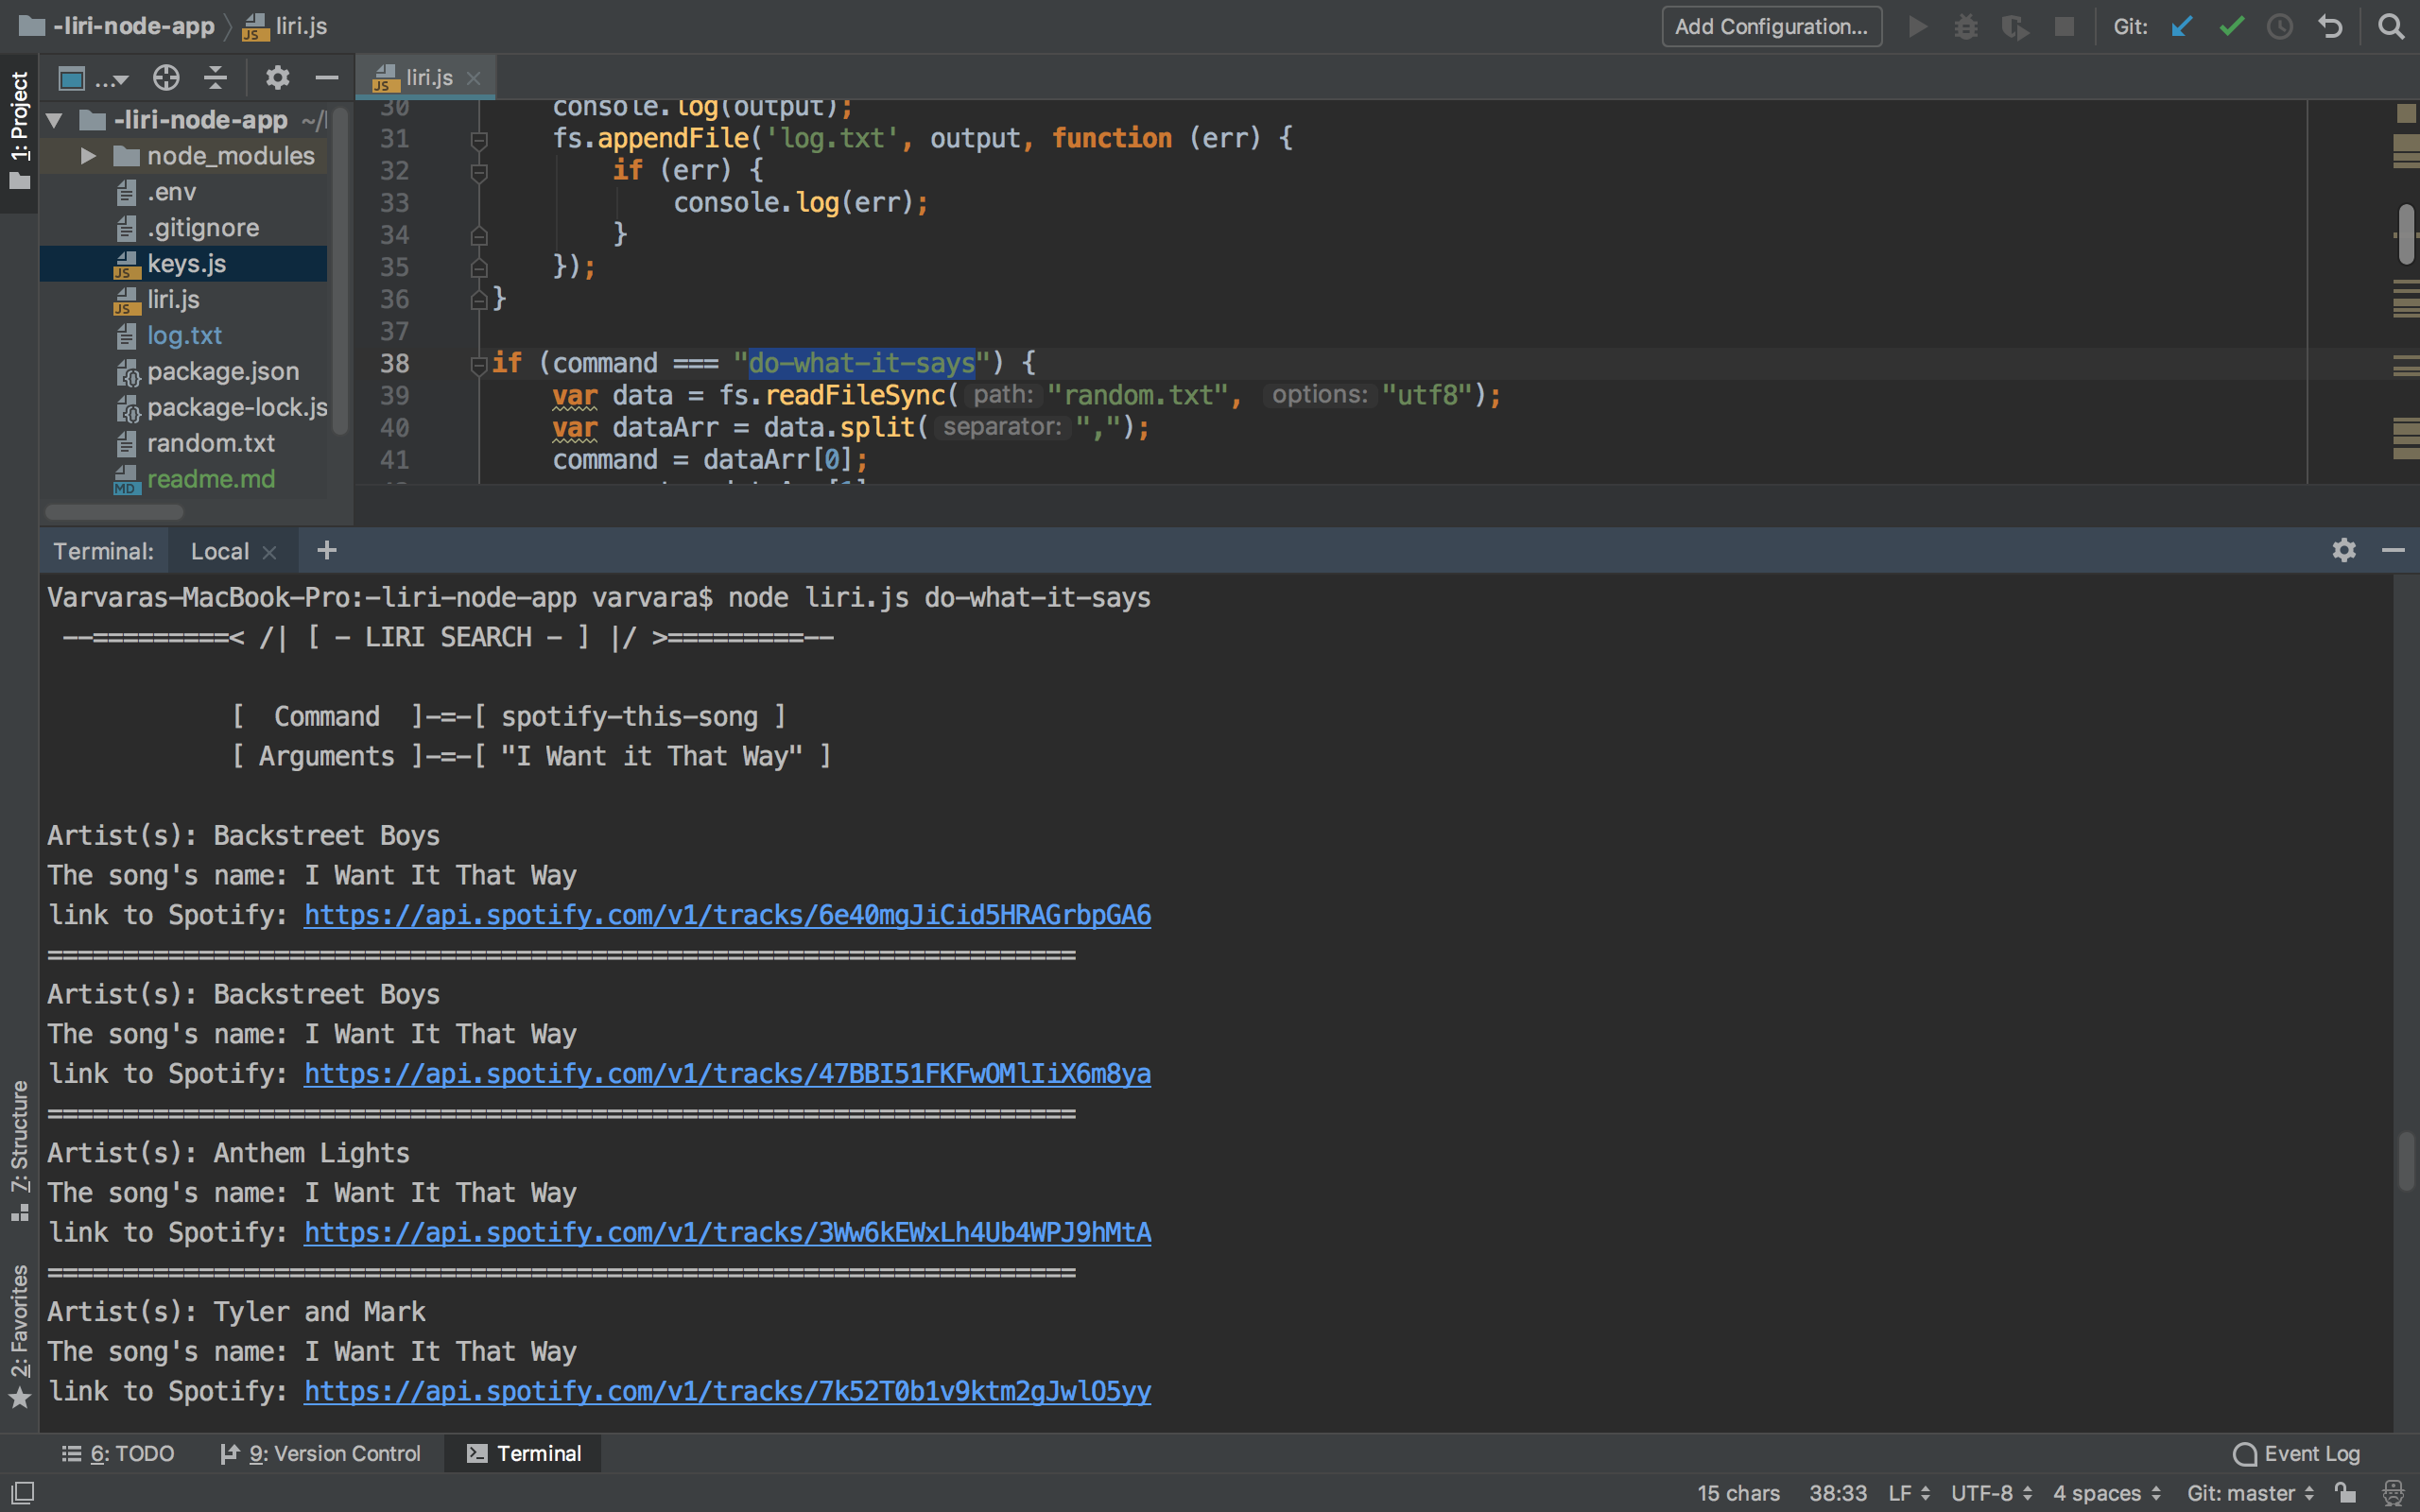 -liri-node-app liri.js Add Configuration... Git:
1: Project
... liri.js
-liri-node-app ~/
node_modules
.env
.gitignore
keys.js
liri.js
log.txt
package.json
package-lock.js
random.txt
readme.md
30 console.log(output);
31 fs.appendFile('log.txt', output, function (err) {
32 if (err) {
33 console.log(err);
34 }
35 });
36 }
37
38 if (command === "do-what-it-says") {
39 var data = fs.readFileSync( path: "random.txt", options: "utf8");
40 var dataArr = data.split( separator: ",");
41 command = dataArr[0];
Terminal: Local
Varvaras-MacBook-Pro:-liri-node-app varvara$ node liri.js do-what-it-says
--=========< /| [ - LIRI SEARCH - ] |/ >=========--
[ Command ]-=-[ spotify-this-song ]
[ Arguments ]-=-[ "I Want it That Way" ]
Artist(s): Backstreet Boys
The song's name: I Want It That Way
link to Spotify: https://api.spotify.com/v1/tracks/6e40mgJiCid5HRAGrbpGA6
====================================================================
Artist(s): Backstreet Boys
The song's name: I Want It That Way
link to Spotify: https://api.spotify.com/v1/tracks/47BBI51FKFwOMlIiX6m8ya
====================================================================
Artist(s): Anthem Lights
The song's name: I Want It That Way
link to Spotify: https://api.spotify.com/v1/tracks/3Ww6kEWxLh4Ub4WPJ9hMtA
====================================================================
Artist(s): Tyler and Mark
The song's name: I Want It That Way
link to Spotify: https://api.spotify.com/v1/tracks/7k52T0b1v9ktm2gJwlO5yy
7: Structure
2: Favorites
6: TODO 9: Version Control Terminal Event Log
15 chars 38:33 LF UTF-8 4 spaces Git: master